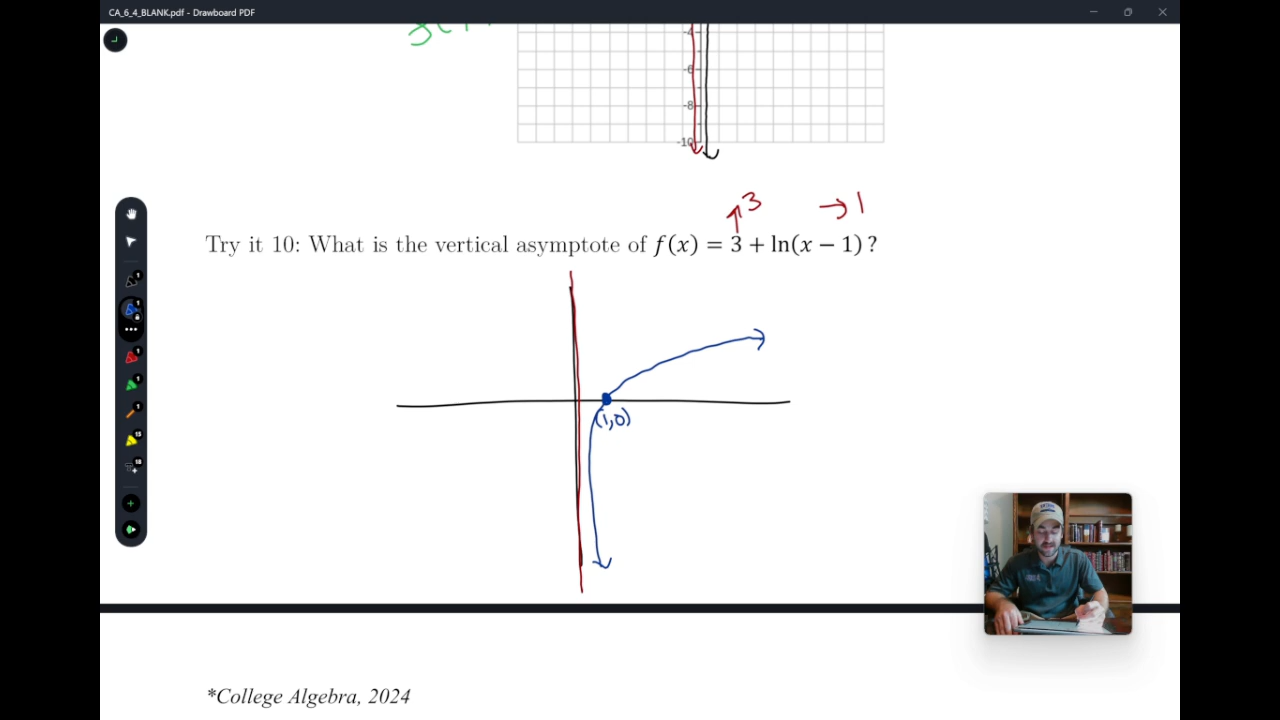 CA_6_4_BLANK.pdf - Drawboard PDF
-4
-6
-8
-10
↑3 →1
Try it 10: What is the vertical asymptote of f(x) = 3 + ln(x − 1) ?
(1,0)
*College Algebra, 2024